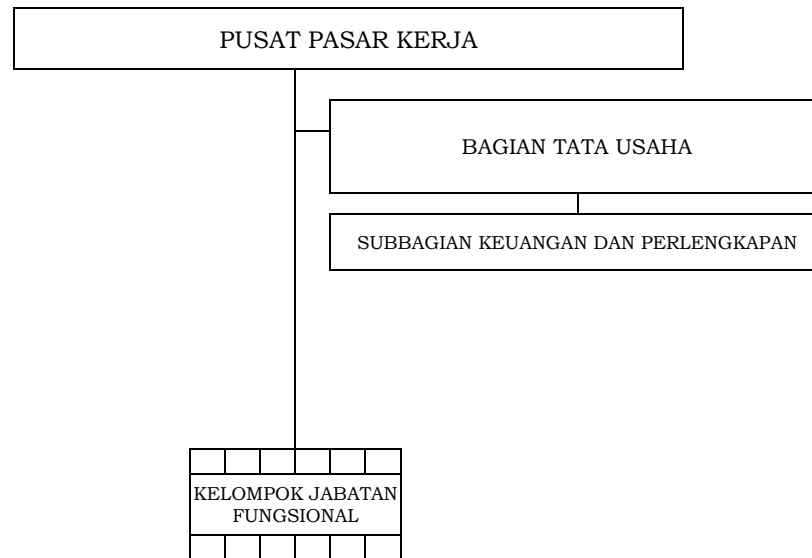 PUSAT PASAR KERJA
BAGIAN TATA USAHA
SUBBAGIAN KEUANGAN DAN PERLENGKAPAN
KELOMPOK JABATAN
FUNGSIONAL